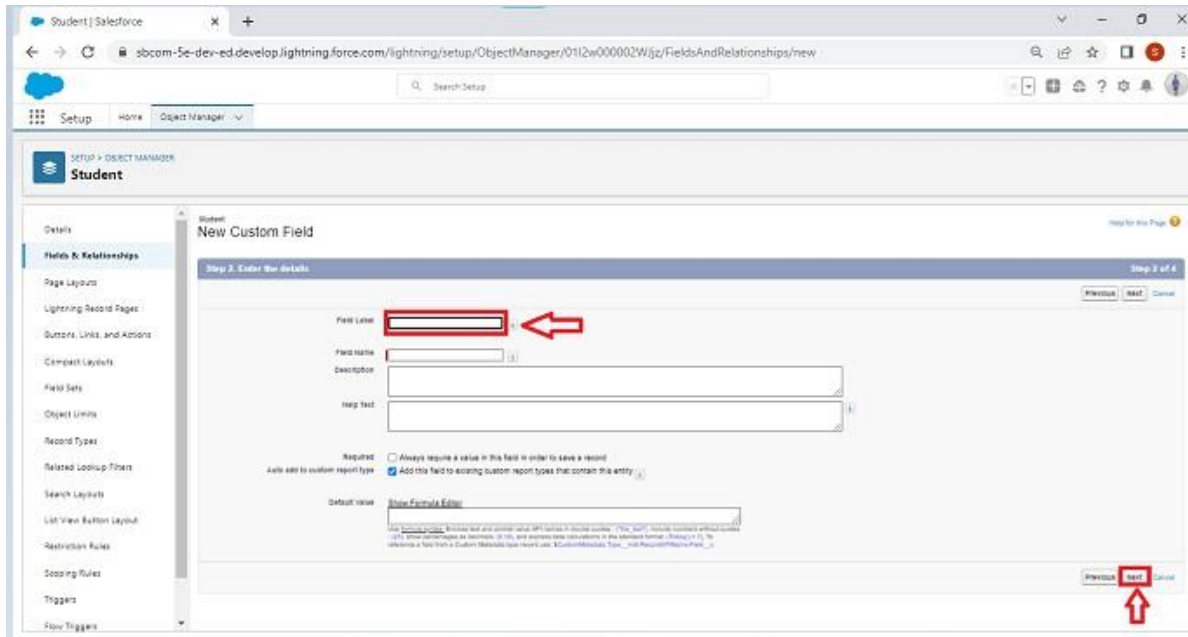 Student | Salesforce
sbcom-5e-dev-ed.develop.lightning.force.com/lightning/setup/ObjectManager/01I2w000002WJjz/FieldsAndRelationships/new
Search Setup
Setup Home Object Manager
SETUP > OBJECT MANAGER
Student
Details
Fields & Relationships
Page Layouts
Lightning Record Pages
Buttons, Links, and Actions
Compact Layouts
Field Sets
Object Limits
Record Types
Related Lookup Filters
Search Layouts
List View Button Layout
Restriction Rules
Scoping Rules
Triggers
Flow Triggers
Student
New Custom Field
Help for this Page
Step 2. Enter the details
Step 2 of 4
Previous Next Cancel
Field Label
Field Name
Description
Help Text
Required Always require a value in this field in order to save a record
Auto add to custom report type Add this field to existing custom report types that contain this entity
Default Value Show Formula Editor
Previous Next Cancel